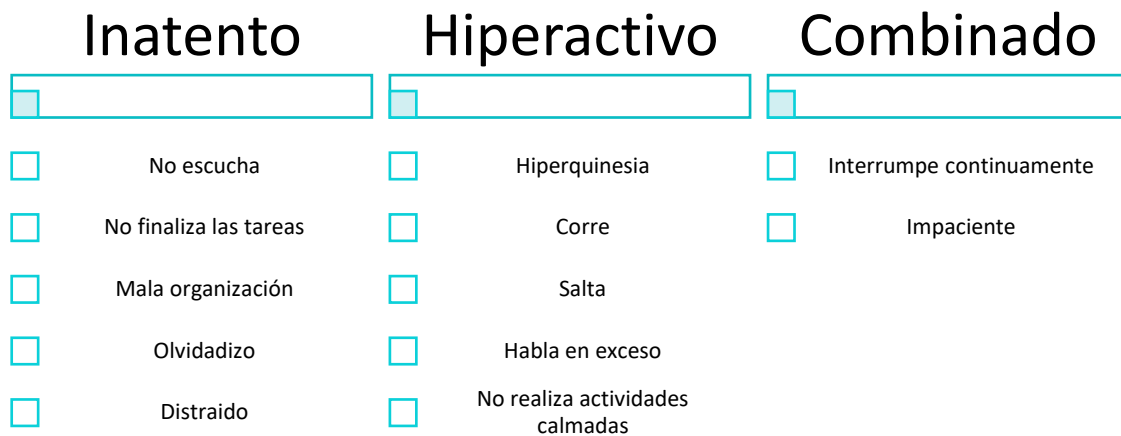 Inatento
No escucha
No finaliza las tareas
Mala organización
Olvidadizo
Distraido
Hiperactivo
Hiperquinesia
Corre
Salta
Habla en exceso
No realiza actividades
calmadas
Combinado
Interrumpe continuamente
Impaciente